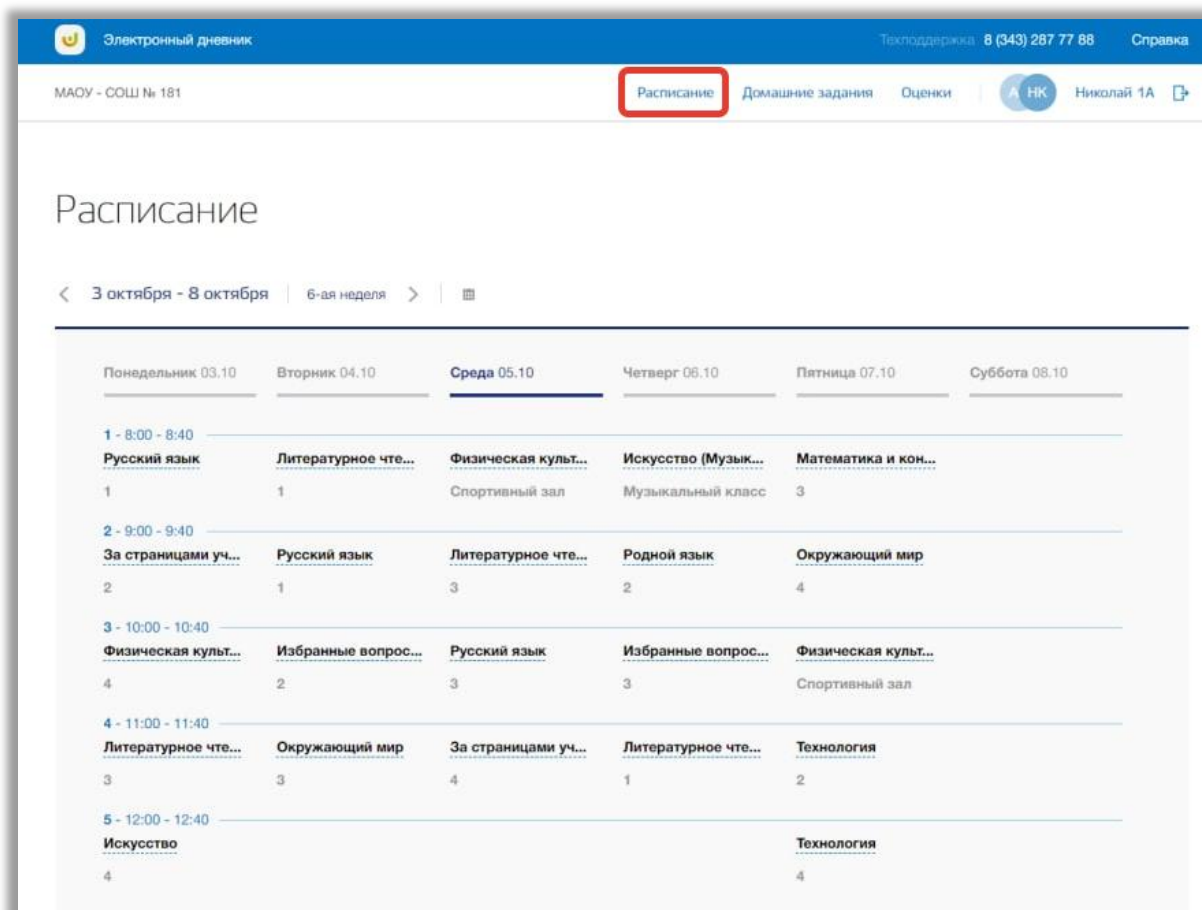 Электронный дневник Техподдержка 8 (343) 287 77 88 Справка
МАОУ - СОШ № 181 Расписание Домашние задания Оценки А НК Николай 1А
Расписание
3 октября - 8 октября 6-ая неделя
Понедельник 03.10 Вторник 04.10 Среда 05.10 Четверг 06.10 Пятница 07.10 Суббота 08.10
1 - 8:00 - 8:40
Русский язык Литературное чте... Физическая культ... Искусство (Музык... Математика и кон...
1 1 Спортивный зал Музыкальный класс 3
2 - 9:00 - 9:40
За страницами уч... Русский язык Литературное чте... Родной язык Окружающий мир
2 1 3 2 4
3 - 10:00 - 10:40
Физическая культ... Избранные вопрос... Русский язык Избранные вопрос... Физическая культ...
4 2 3 3 Спортивный зал
4 - 11:00 - 11:40
Литературное чте... Окружающий мир За страницами уч... Литературное чте... Технология
3 3 4 1 2
5 - 12:00 - 12:40
Искусство Технология
4 4